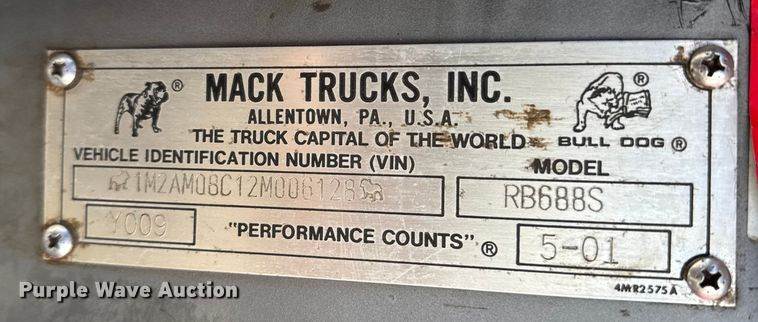 MACK TRUCKS, INC.
ALLENTOWN, PA., U.S.A.
THE TRUCK CAPITAL OF THE WORLD
BULL DOG ®
VEHICLE IDENTIFICATION NUMBER (VIN)
MODEL
1M2AM08C12M006128
RB688S
Y009
"PERFORMANCE COUNTS" ®
5-01
4MR2575A
Purple Wave Auction